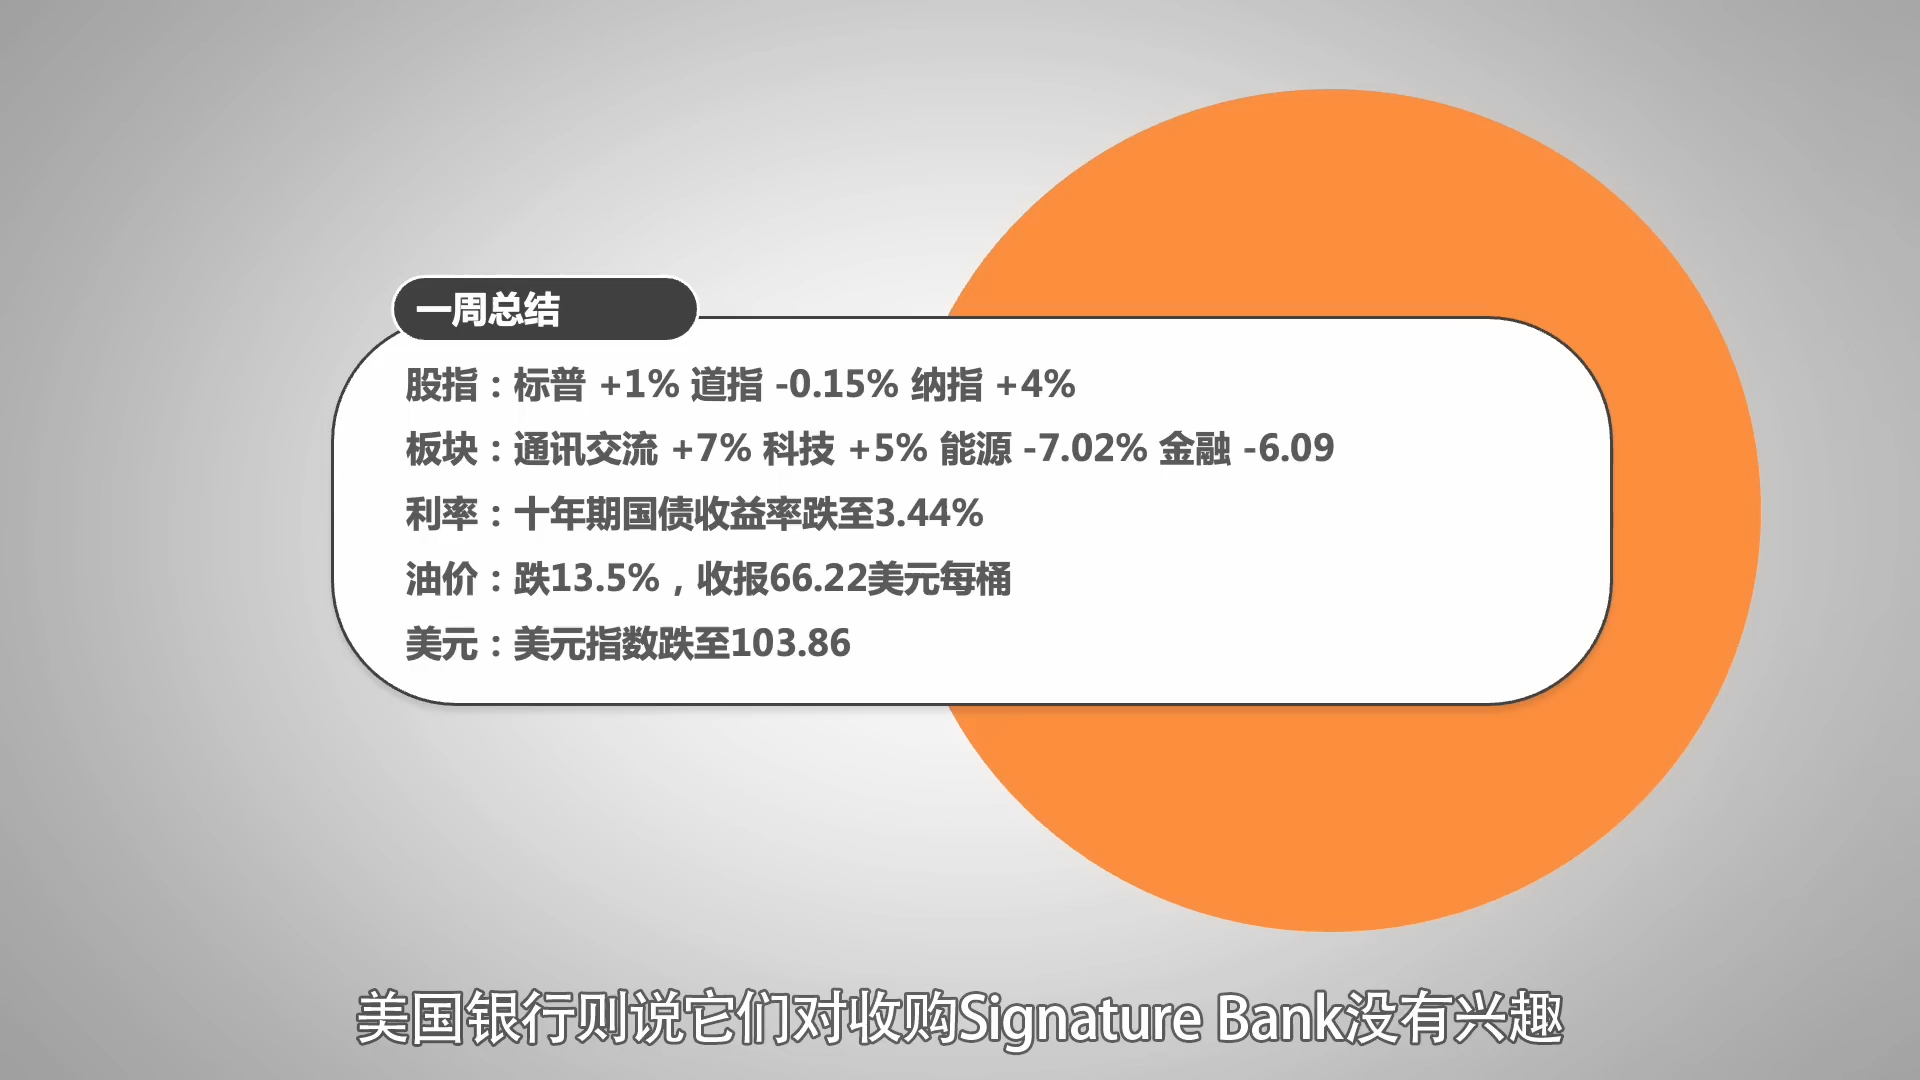 一周总结
股指：标普 +1% 道指 -0.15% 纳指 +4%
板块：通讯交流 +7% 科技 +5% 能源 -7.02% 金融 -6.09
利率：十年期国债收益率跌至3.44%
油价：跌13.5%，收报66.22美元每桶
美元：美元指数跌至103.86
美国银行则说它们对收购Signature Bank没有兴趣